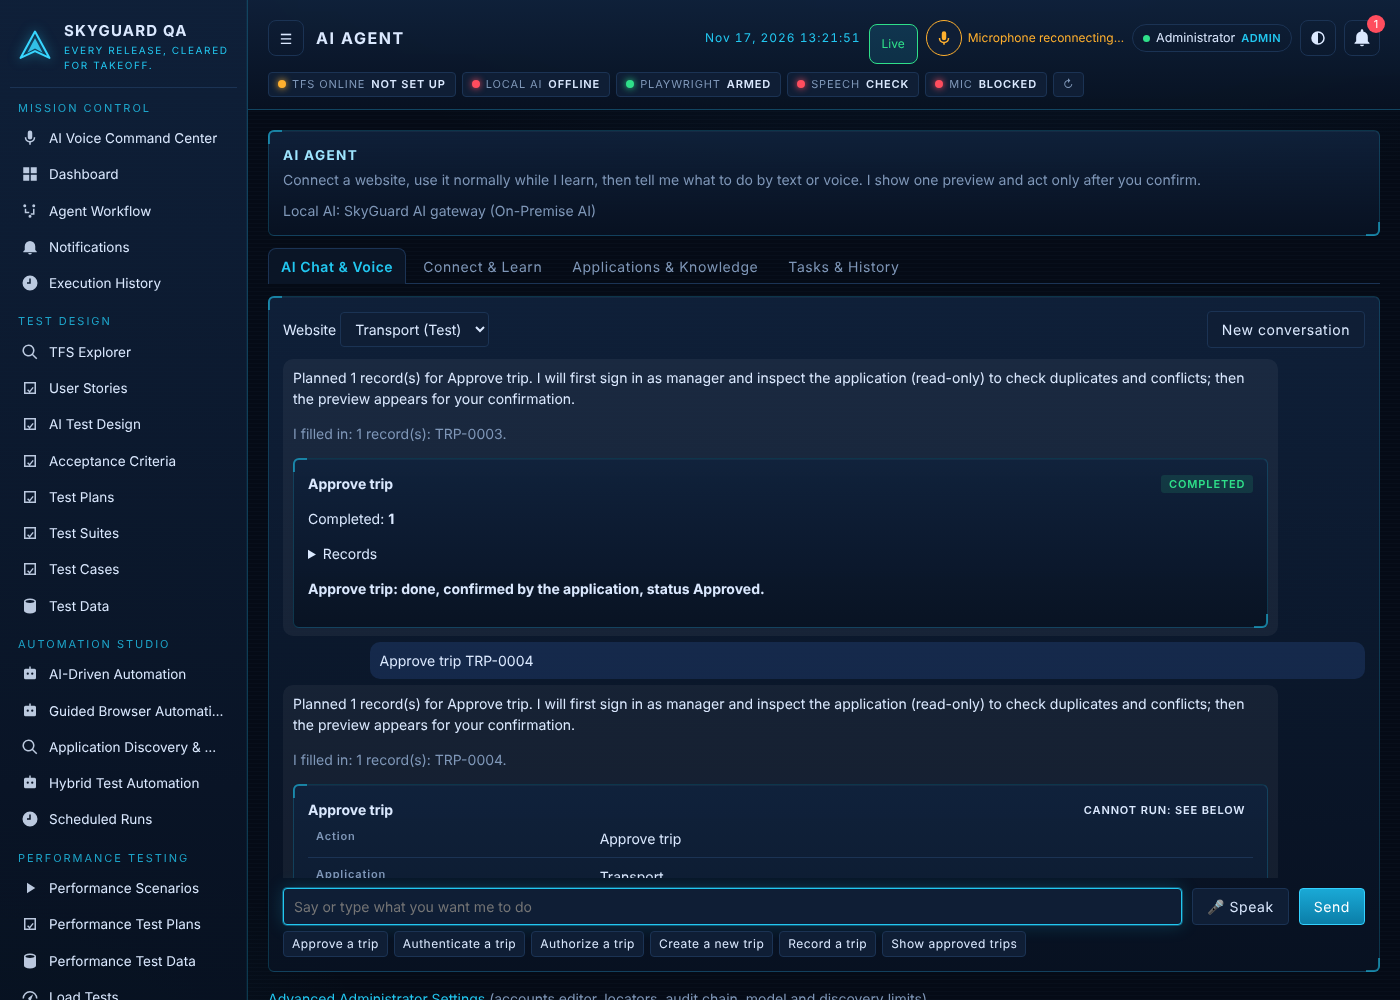 SKYGUARD QA
EVERY RELEASE, CLEARED
FOR TAKEOFF.
MISSION CONTROL
AI Voice Command Center
Dashboard
Agent Workflow
Notifications
Execution History
TEST DESIGN
TFS Explorer
User Stories
AI Test Design
Acceptance Criteria
Test Plans
Test Suites
Test Cases
Test Data
AUTOMATION STUDIO
AI-Driven Automation
Guided Browser Automati...
Application Discovery & ...
Hybrid Test Automation
Scheduled Runs
PERFORMANCE TESTING
Performance Scenarios
Performance Test Plans
Performance Test Data
Load Tests
AI AGENT
Nov 17, 2026 13:21:51
Live
Microphone reconnecting...
Administrator ADMIN
1
TFS ONLINE NOT SET UP
LOCAL AI OFFLINE
PLAYWRIGHT ARMED
SPEECH CHECK
MIC BLOCKED
AI AGENT
Connect a website, use it normally while I learn, then tell me what to do by text or voice. I show one preview and act only after you confirm.
Local AI: SkyGuard AI gateway (On-Premise AI)
AI Chat & Voice
Connect & Learn
Applications & Knowledge
Tasks & History
Website
Transport (Test)
New conversation
Planned 1 record(s) for Approve trip. I will first sign in as manager and inspect the application (read-only) to check duplicates and conflicts; then
the preview appears for your confirmation.
I filled in: 1 record(s): TRP-0003.
Approve trip
COMPLETED
Completed: 1
Records
Approve trip: done, confirmed by the application, status Approved.
Approve trip TRP-0004
Planned 1 record(s) for Approve trip. I will first sign in as manager and inspect the application (read-only) to check duplicates and conflicts; then
the preview appears for your confirmation.
I filled in: 1 record(s): TRP-0004.
Approve trip
CANNOT RUN: SEE BELOW
Action
Approve trip
Application
Transport
Say or type what you want me to do
Speak
Send
Approve a trip
Authenticate a trip
Authorize a trip
Create a new trip
Record a trip
Show approved trips
Advanced Administrator Settings (accounts editor, locators, audit chain, model and discovery limits)